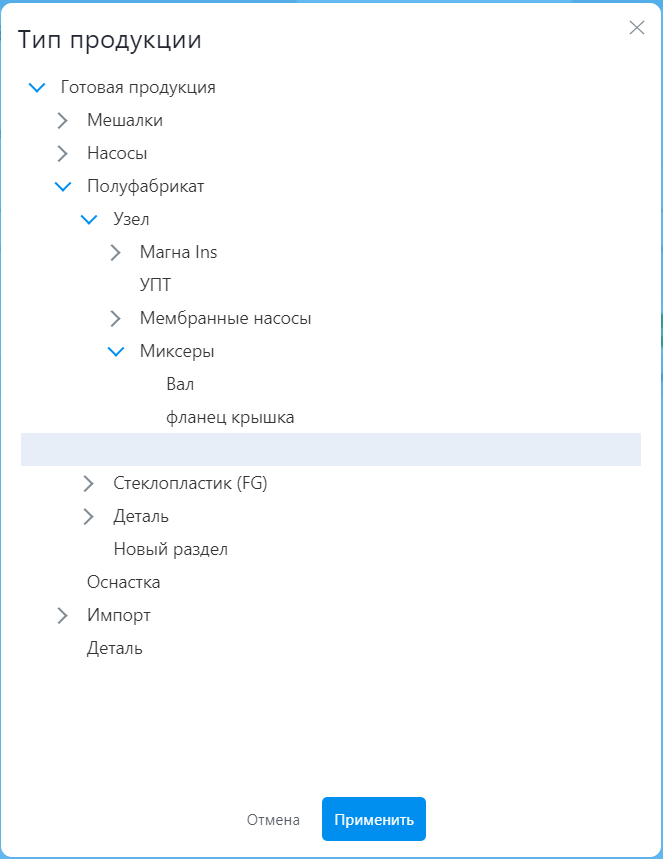 Тип продукции
Готовая продукция
Мешалки
Насосы
Полуфабрикат
Узел
Магна Ins
УПТ
Мембранные насосы
Миксеры
Вал
фланец крышка
Стеклопластик (FG)
Деталь
Новый раздел
Оснастка
Импорт
Деталь
Отмена Применить